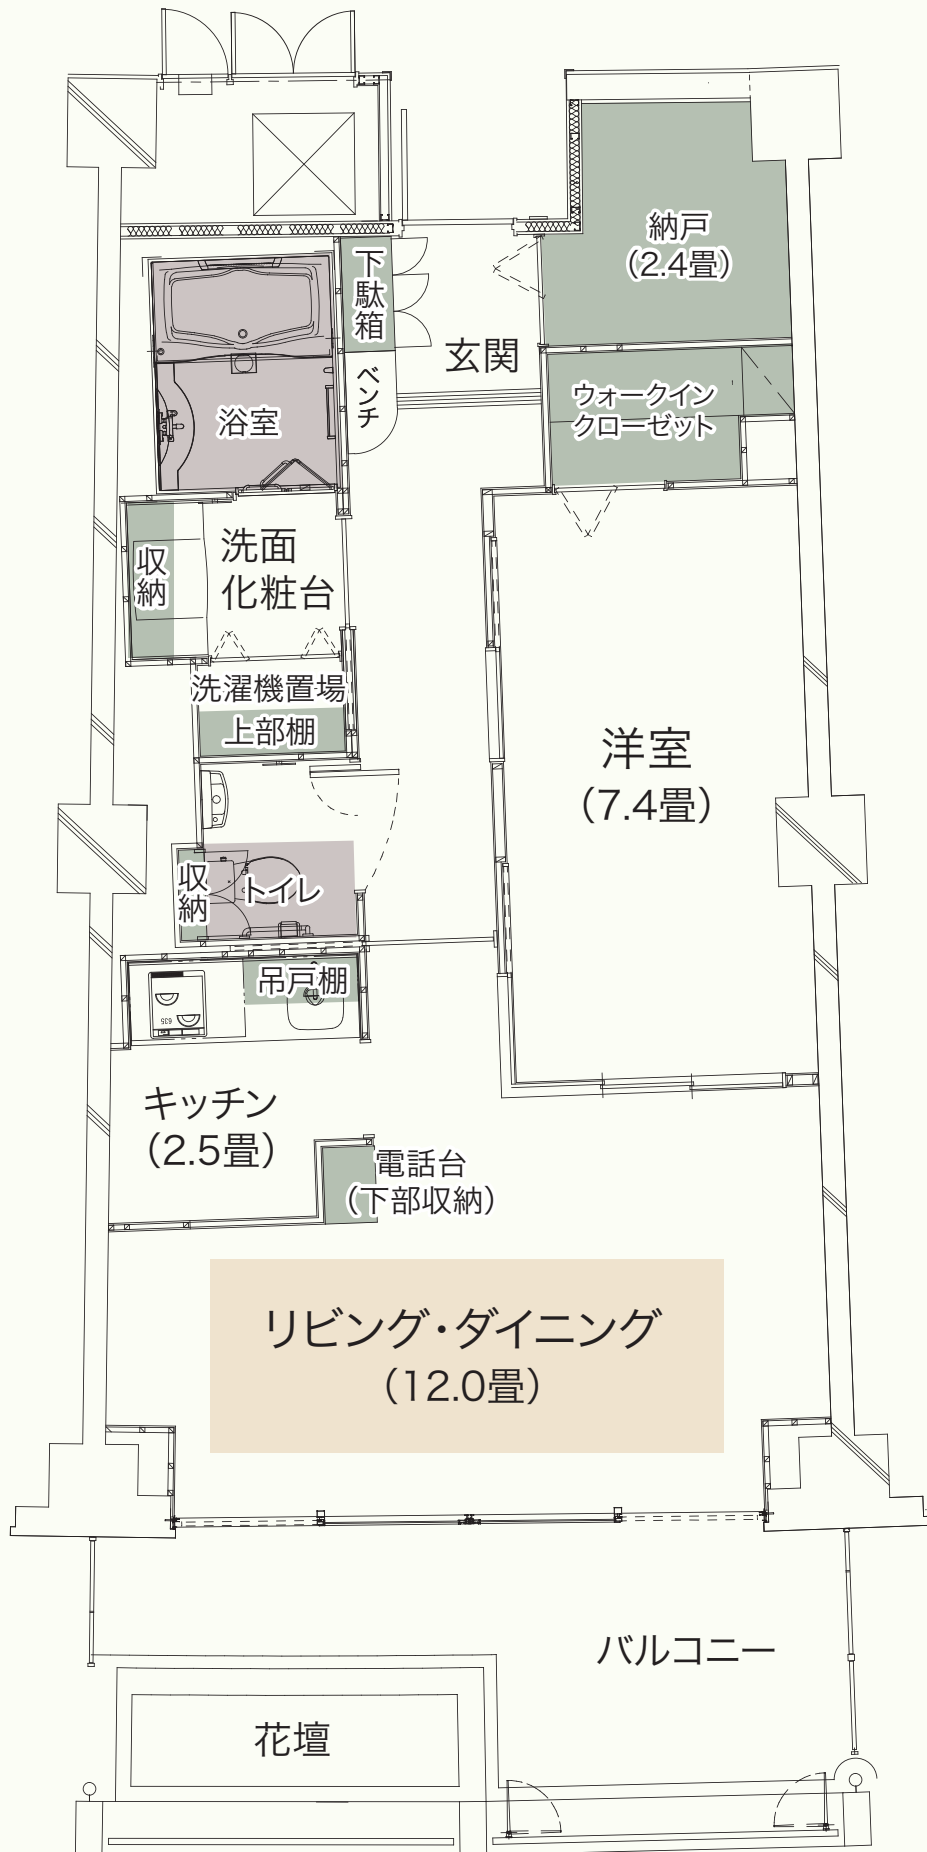 納戸
（2.4畳）
下駄箱
玄関
ベンチ
ウォークイン
クローゼット
浴室
洗面
化粧台
収納
洗濯機置場
上部棚
洋室
（7.4畳）
収納
トイレ
吊戸棚
635
キッチン
（2.5畳）
電話台
（下部収納）
リビング・ダイニング
（12.0畳）
バルコニー
花壇